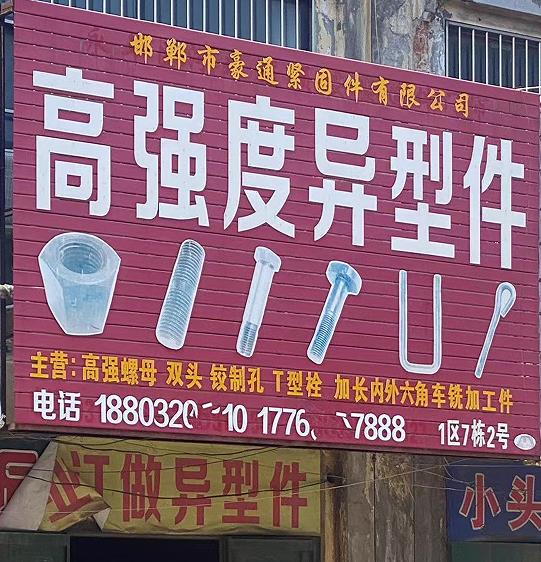 邯郸市豪通紧固件有限公司
高强度异型件
主营:高强螺母 双头 铰制孔 T型栓 加长内外六角车铣加工件
电话 1880320 10 1776 7888 1区7栋2号
订做异型件
小头